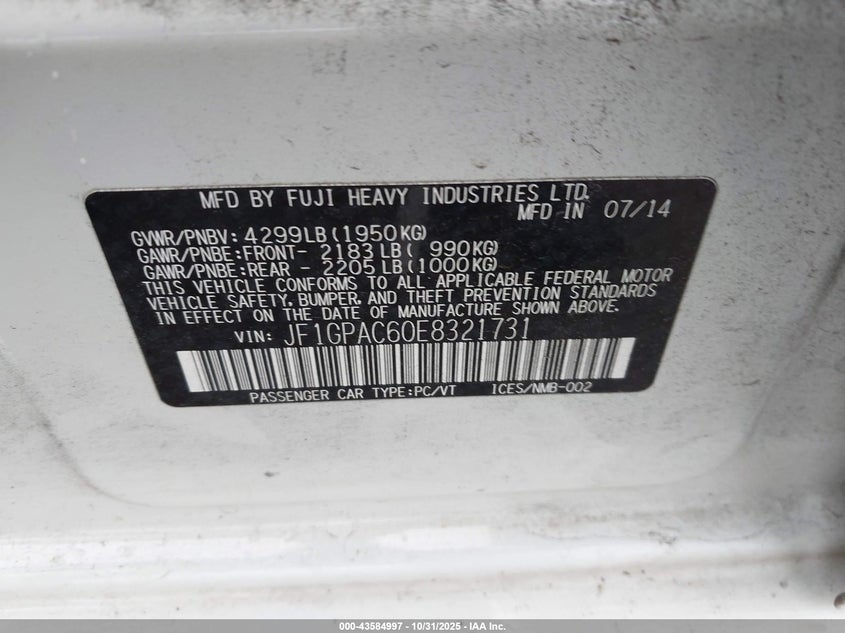 MFD BY FUJI HEAVY INDUSTRIES LTD.
MFD IN 07/14
GVWR/PNBV: 4299LB(1950KG)
GAWR/PNBE:FRONT- 2183LB( 990KG)
GAWR/PNBE:REAR - 2205LB(1000KG)
THIS VEHICLE CONFORMS TO ALL APPLICABLE FEDERAL MOTOR
VEHICLE SAFETY, BUMPER, AND THEFT PREVENTION STANDARDS
IN EFFECT ON THE DATE OF MANUFACTURE SHOWN ABOVE.
VIN: JF1GPAC60E8321731
PASSENGER CAR TYPE:PC/VT ICES/NMB-002
000-43584997 - 10/31/2025 - IAA Inc.